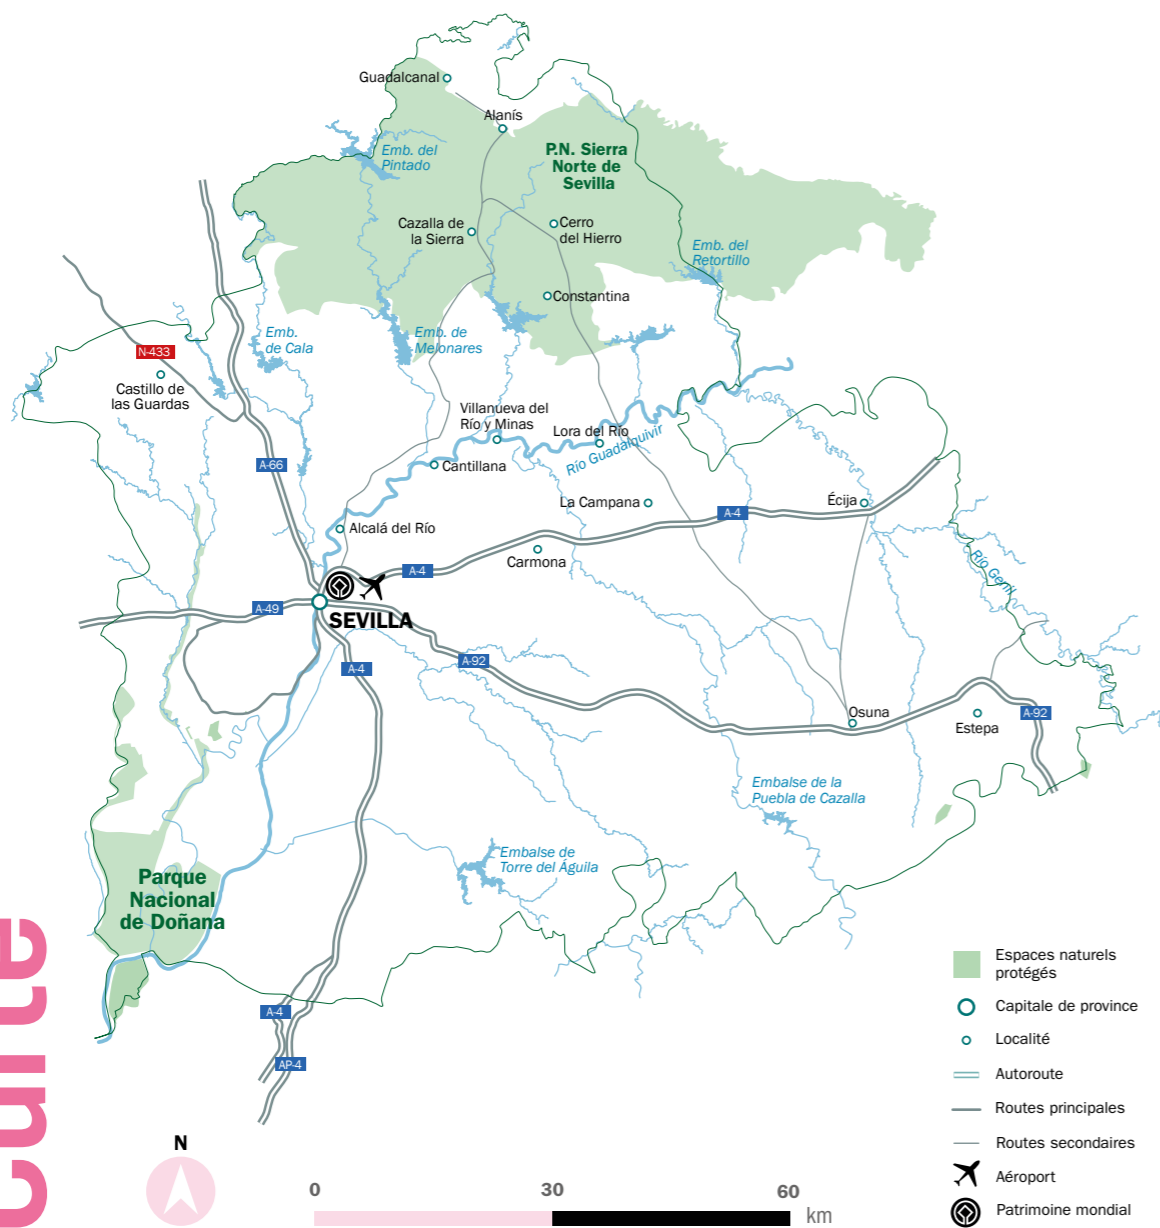 Guadalcanal
Alanís
Emb. del
Pintado
P.N. Sierra
Norte de
Sevilla
Cazalla de
la Sierra
Cerro
del Hierro
Emb. del
Retortillo
Constantina
Emb.
de Cala
Emb. de
Melonares
N-433
Castillo de
las Guardas
Villanueva del
Río y Minas
Lora del Río
Río Guadalquivir
A-66
Cantillana
La Campana
Écija
A-4
Alcalá del Río
Carmona
A-4
Río Genil
A-49
SEVILLA
A-92
A-4
Osuna
Estepa
A-92
Embalse de la
Puebla de Cazalla
Embalse de
Torre del Águila
Parque
Nacional
de Doñana
A-4
AP-4
Espaces naturels
protégés
Capitale de province
Localité
Autoroute
Routes principales
Routes secondaires
Aéroport
Patrimoine mondial
N
0 30 60
km